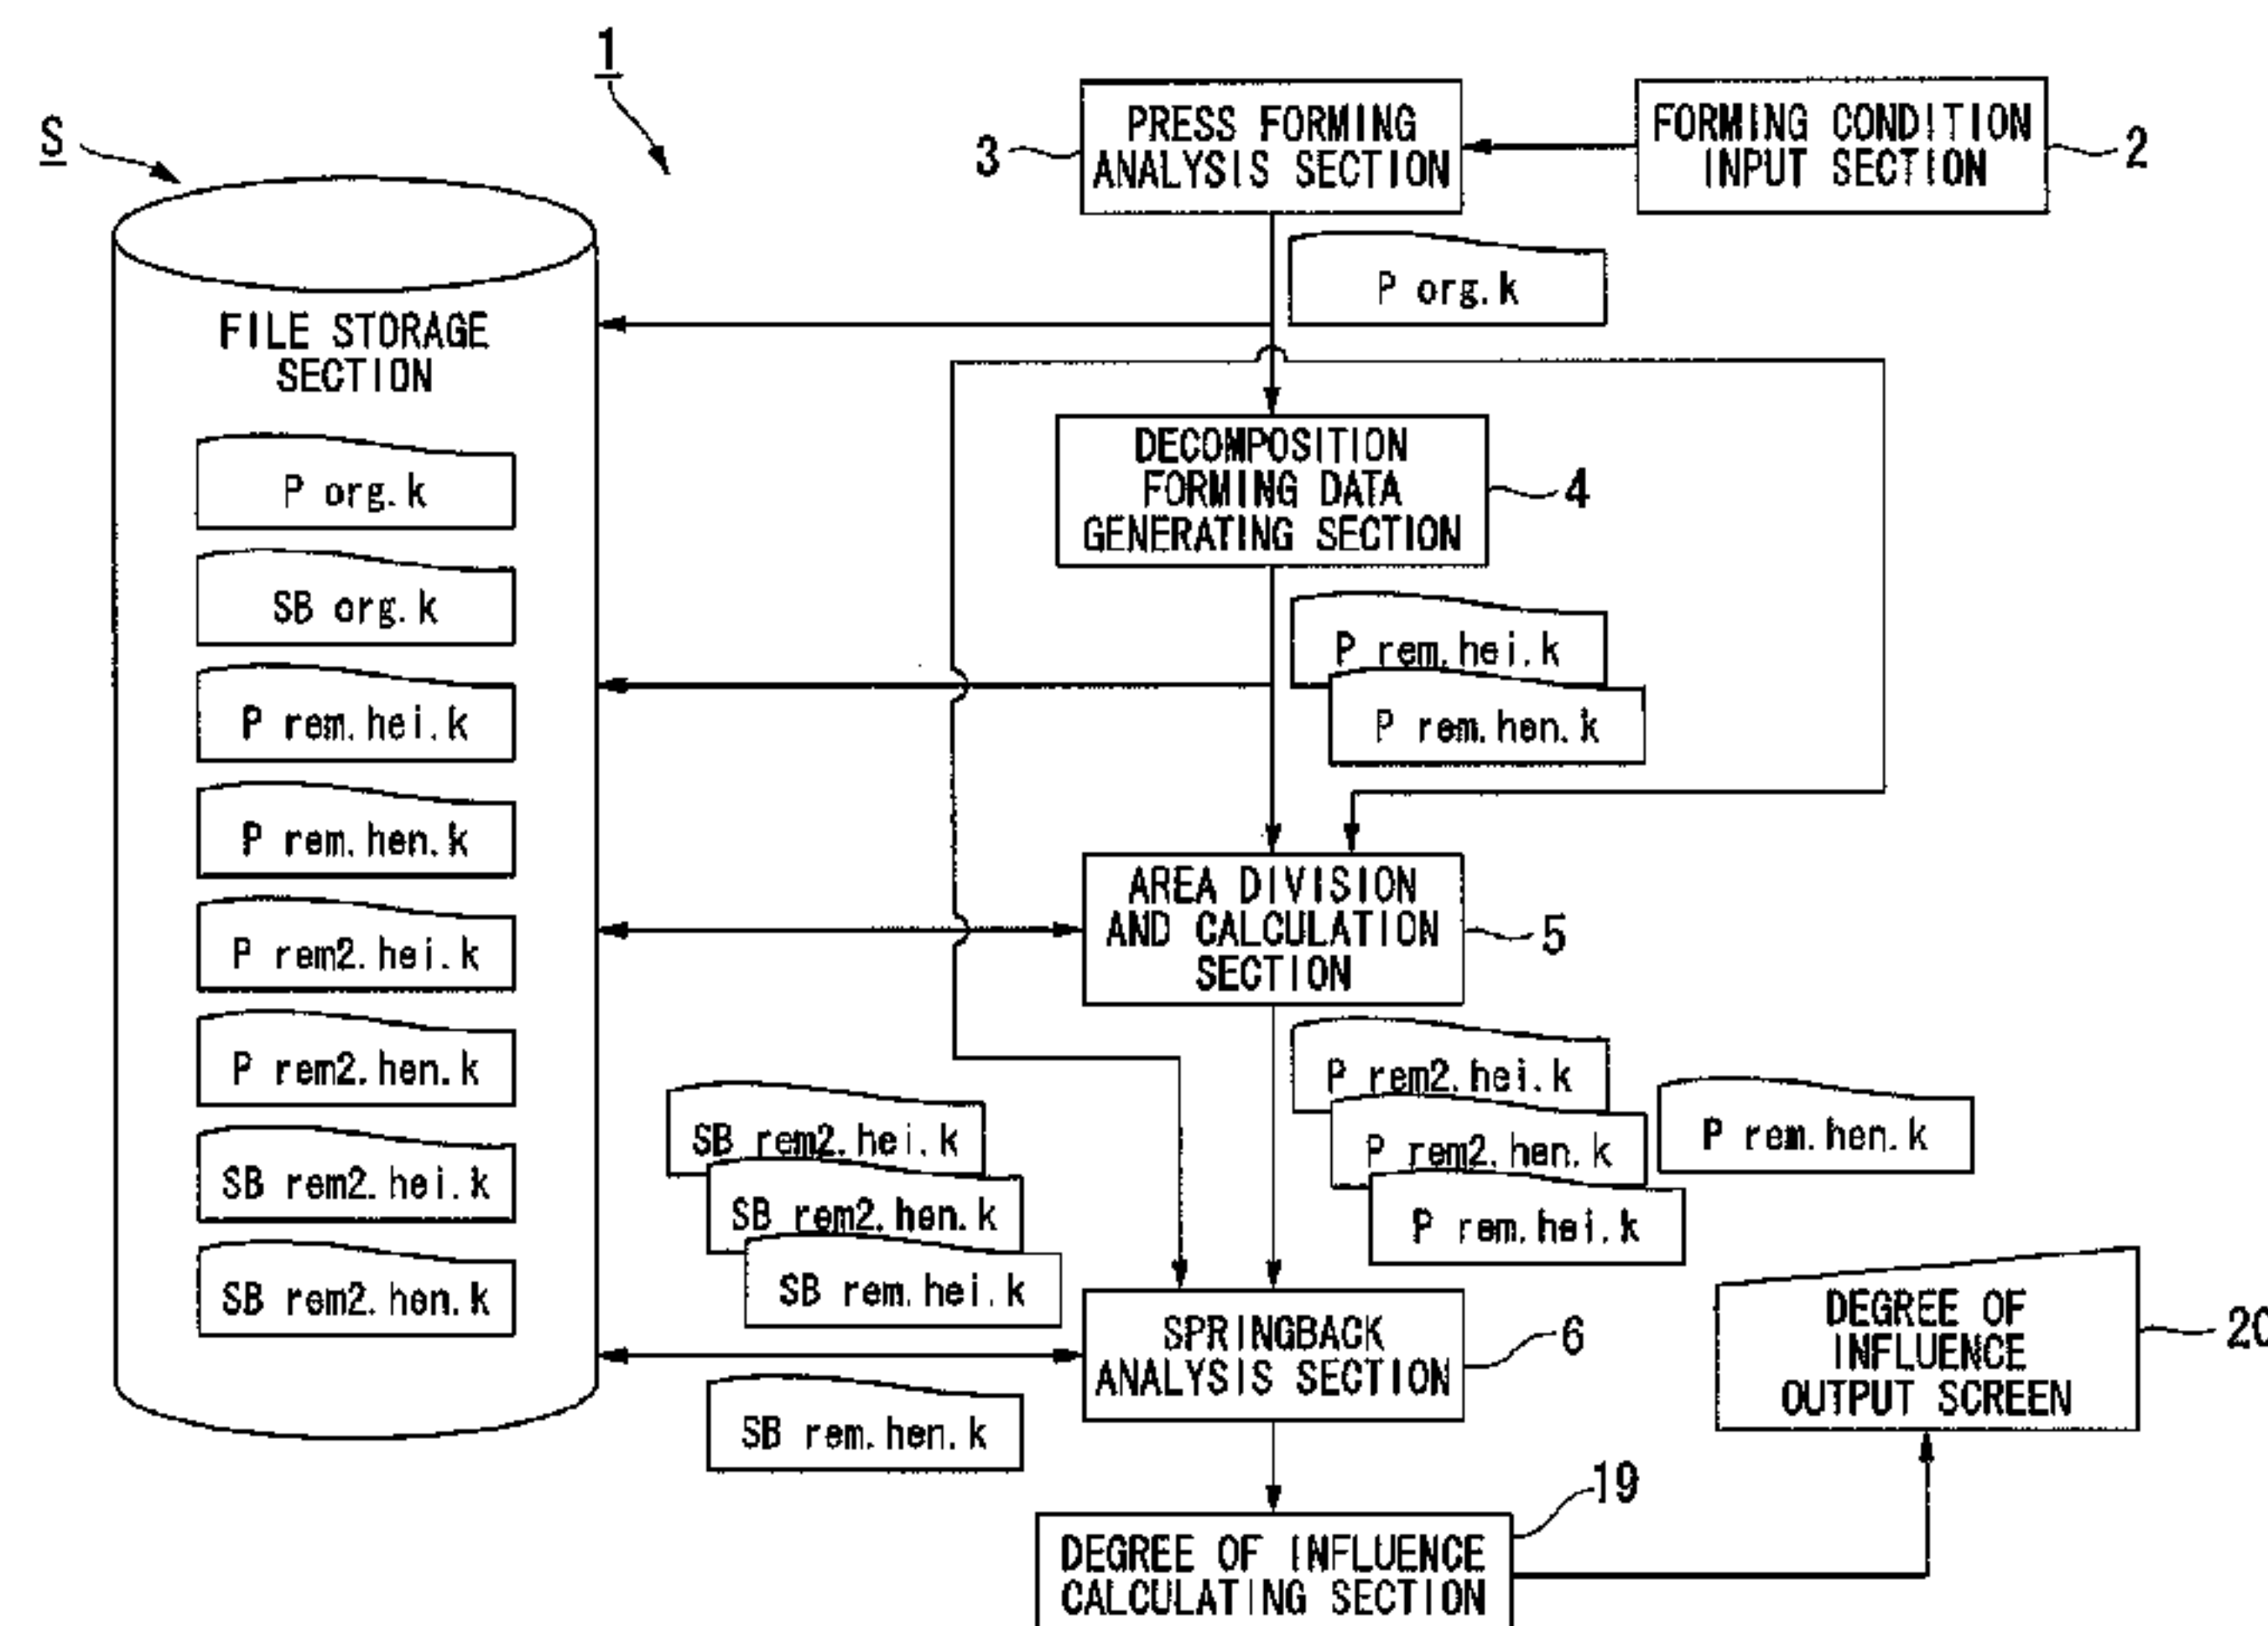 1
S
3
PRESS FORMING
ANALYSIS SECTION
FORMING CONDITION
INPUT SECTION
2
P org.k
FILE STORAGE
SECTION
P org.k
SB org.k
P rem.hei.k
P rem.hen.k
P rem2.hei.k
P rem2.hen.k
SB rem2.hei.k
SB rem2.hen.k
DECOMPOSITION
FORMING DATA
GENERATING SECTION
4
P rem.hei.k
P rem.hen.k
AREA DIVISION
AND CALCULATION
SECTION
5
P rem2.hei.k
P rem2.hen.k
P rem.hei.k
P rem.hen.k
SB rem2.hei.k
SB rem2.hen.k
SB rem.hei.k
SPRINGBACK
ANALYSIS SECTION
6
SB rem.hen.k
DEGREE OF
INFLUENCE
OUTPUT SCREEN
20
19
DEGREE OF INFLUENCE
CALCULATING SECTION